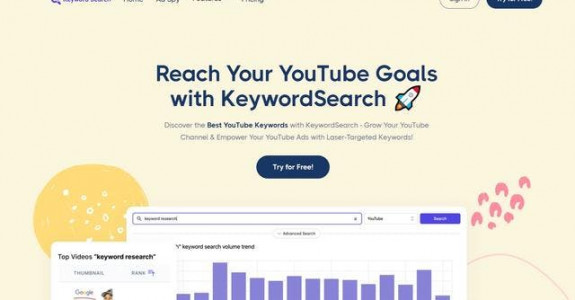 keyword search Home Ad Spy Features Pricing Sign In Try for Free!
Reach Your YouTube Goals
with KeywordSearch 🚀
Discover the Best YouTube Keywords with KeywordSearch - Grow Your YouTube
Channel & Empower Your YouTube Ads with Laser-Targeted Keywords!
Try for Free!
keyword research YouTube Search
Advanced Search
" keyword search volume trend
Top Videos "keyword research"
THUMBNAIL RANK
Google